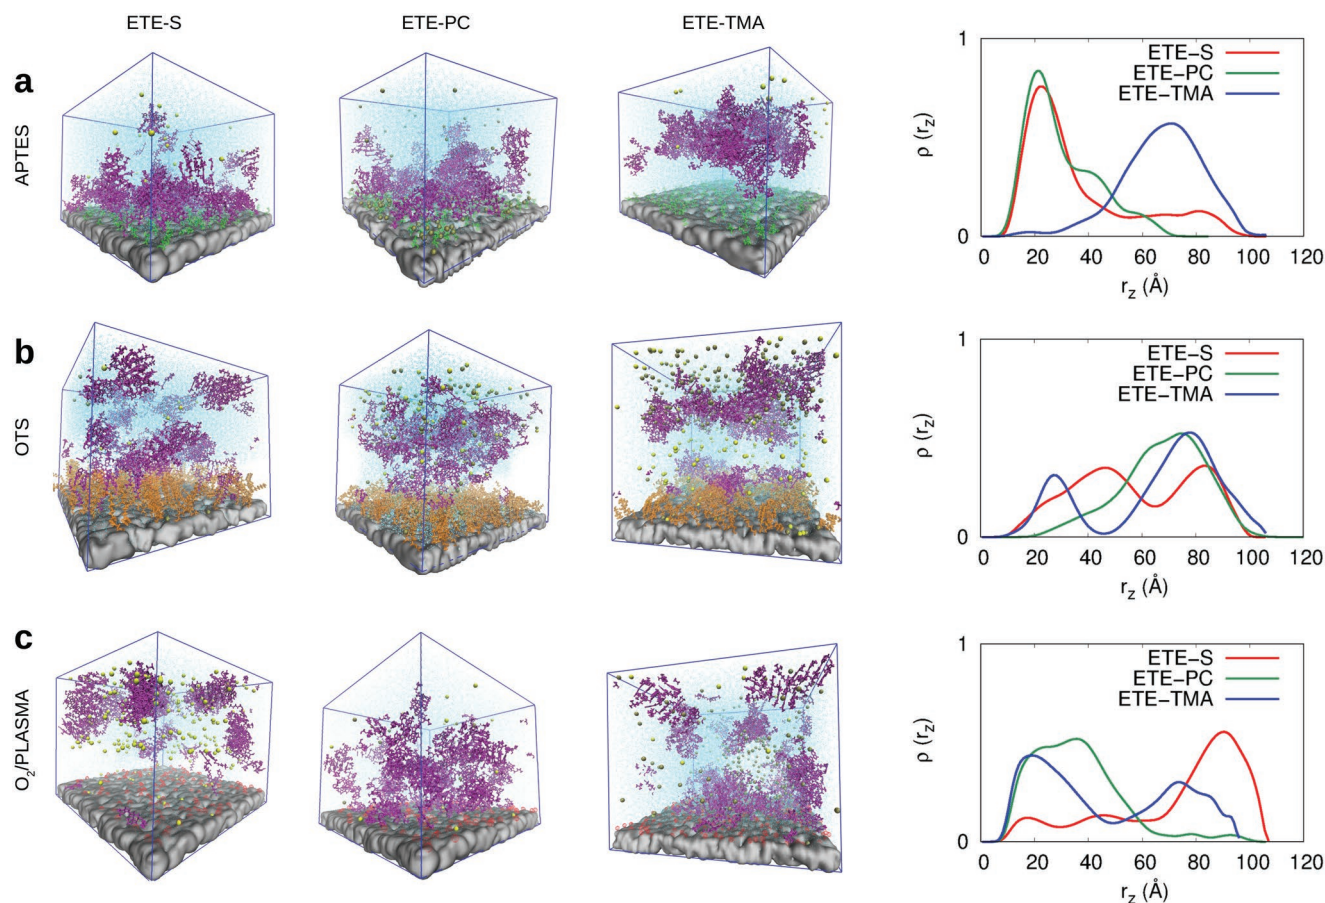 ETE-S ETE-PC ETE-TMA
a
APTES
1
ETE-S
ETE-PC
ETE-TMA
ρ (r_z)
0
0 20 40 60 80 100 120
r_z (Å)
b
OTS
1
ETE-S
ETE-PC
ETE-TMA
ρ (r_z)
0
0 20 40 60 80 100 120
r_z (Å)
c
O₂/PLASMA
1
ETE-S
ETE-PC
ETE-TMA
ρ (r_z)
0
0 20 40 60 80 100 120
r_z (Å)